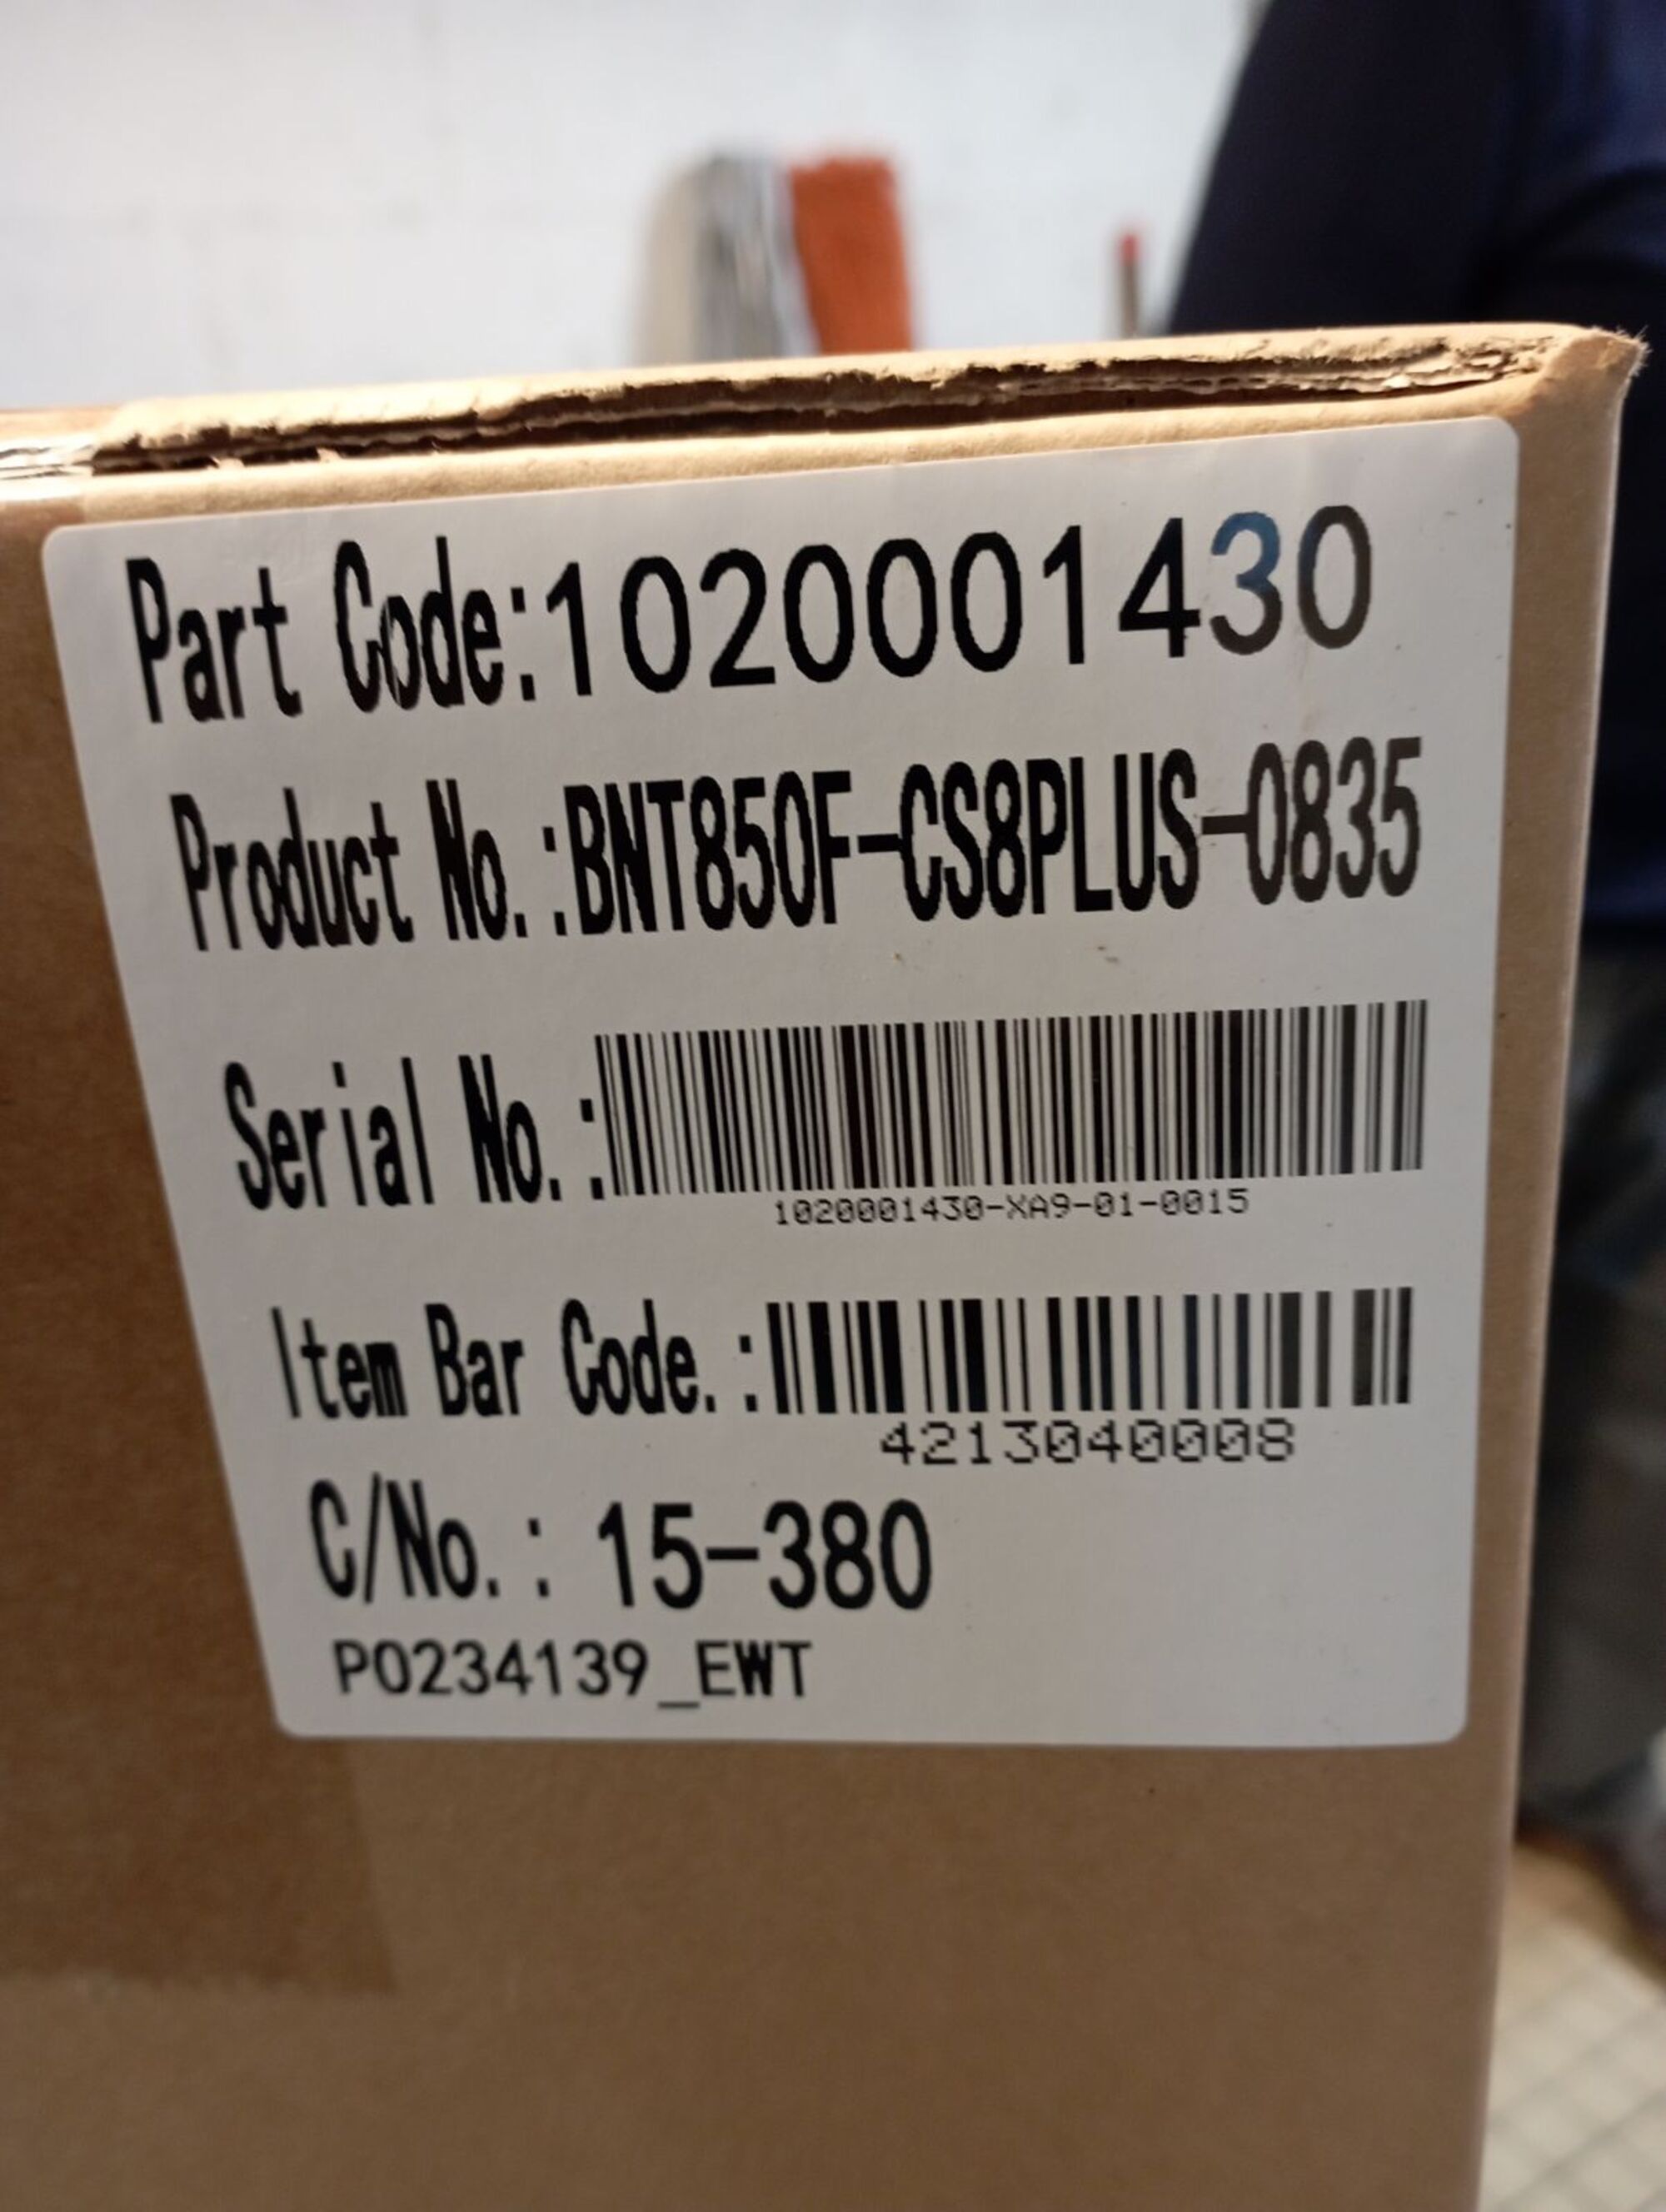 Part Code:1020001430
Product No.:BNT850F-CS8PLUS-0835
Serial No.:
1020001430-XA9-01-0015
Item Bar Code.:
4213040008
C/No.: 15-380
PO234139_EWT